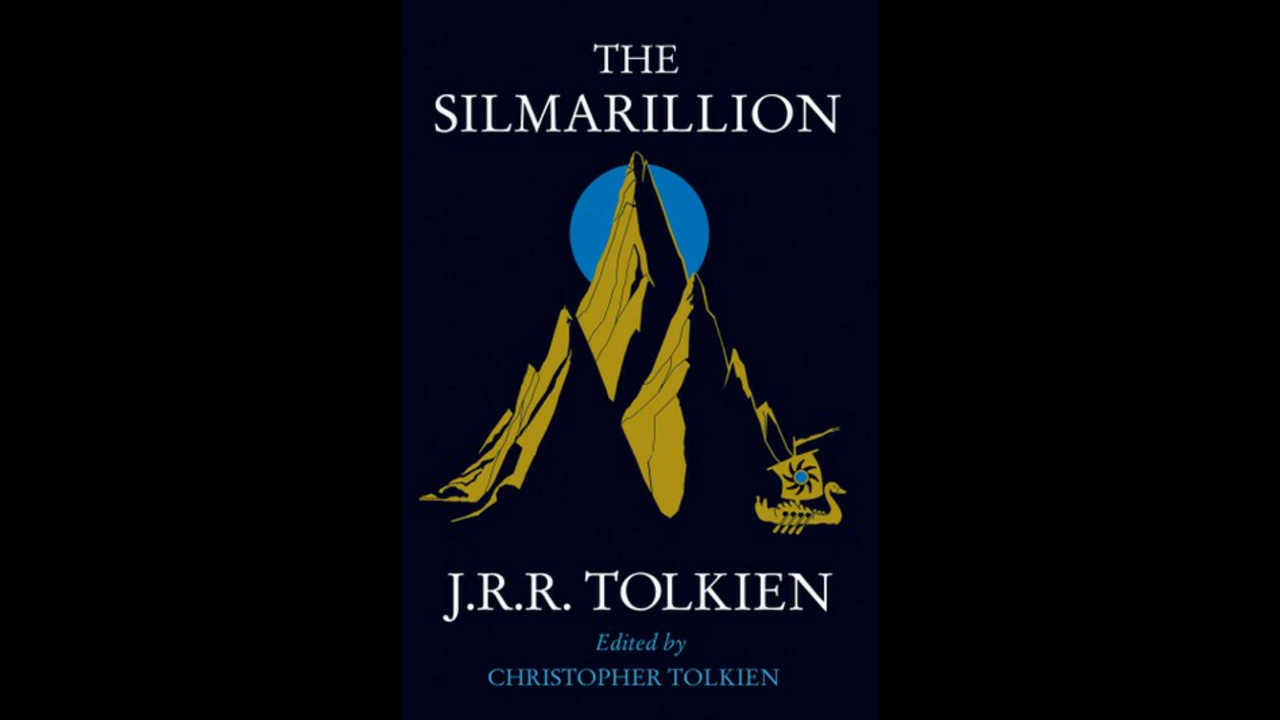 THE
SILMARILLION
J.R.R. TOLKIEN
Edited by
CHRISTOPHER TOLKIEN